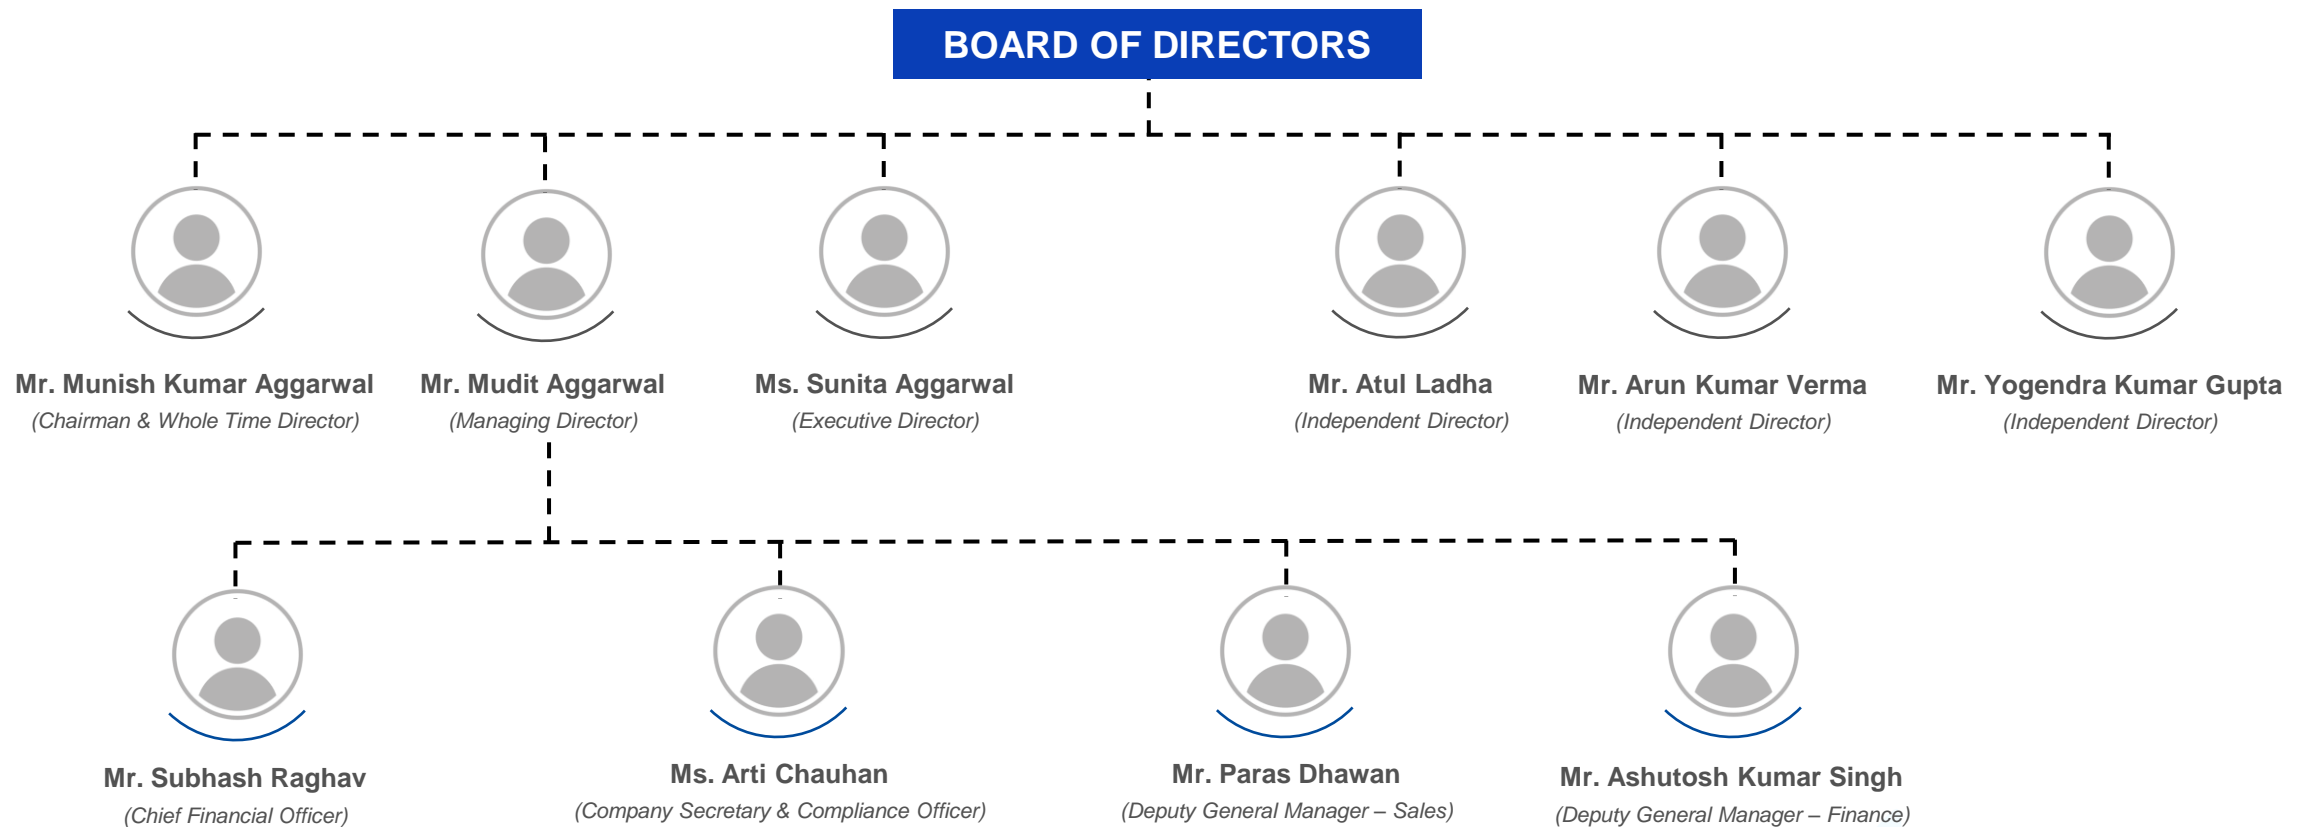 BOARD OF DIRECTORS
Mr. Munish Kumar Aggarwal
(Chairman & Whole Time Director)
Mr. Mudit Aggarwal
(Managing Director)
Ms. Sunita Aggarwal
(Executive Director)
Mr. Atul Ladha
(Independent Director)
Mr. Arun Kumar Verma
(Independent Director)
Mr. Yogendra Kumar Gupta
(Independent Director)
Mr. Subhash Raghav
(Chief Financial Officer)
Ms. Arti Chauhan
(Company Secretary & Compliance Officer)
Mr. Paras Dhawan
(Deputy General Manager – Sales)
Mr. Ashutosh Kumar Singh
(Deputy General Manager – Finance)